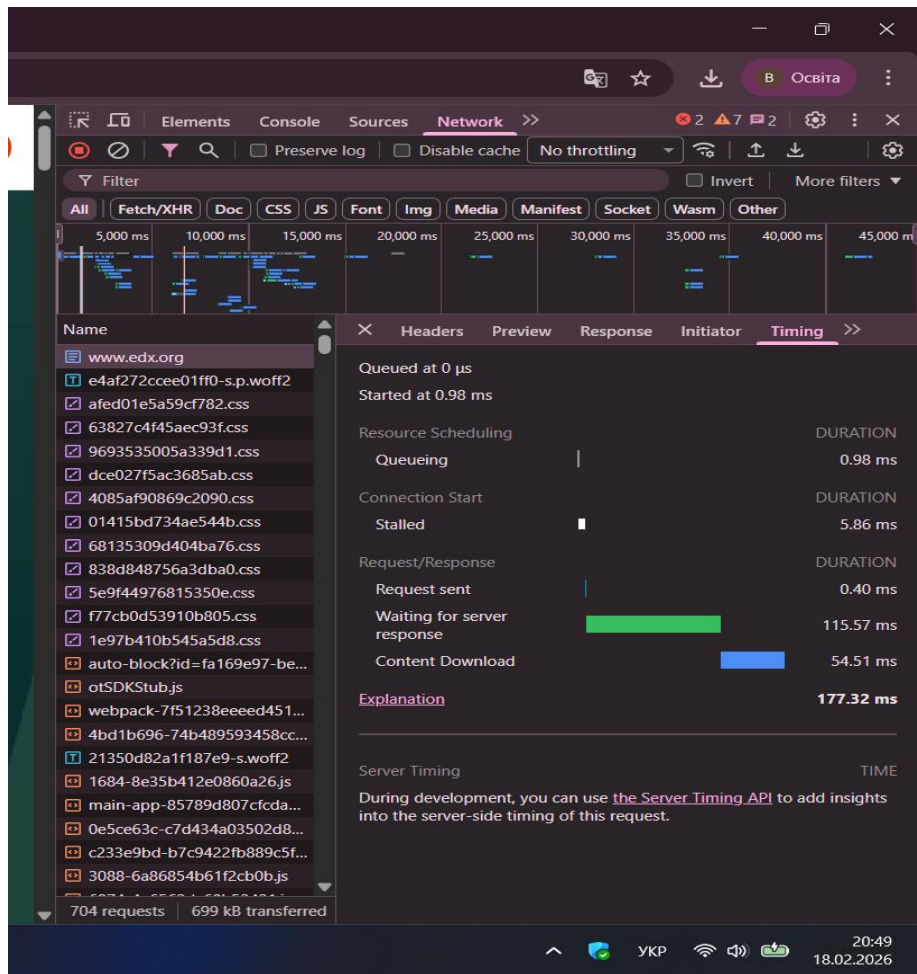 В Освіта
Elements Console Sources Network >> 2 7 2
Preserve log Disable cache No throttling
Filter Invert More filters
All Fetch/XHR Doc CSS JS Font Img Media Manifest Socket Wasm Other
5,000 ms 10,000 ms 15,000 ms 20,000 ms 25,000 ms 30,000 ms 35,000 ms 40,000 ms 45,000 m
Name
www.edx.org
e4af272ccee01ff0-s.p.woff2
afed01e5a59cf782.css
63827c4f45aec93f.css
9693535005a339d1.css
dce027f5ac3685ab.css
4085af90869c2090.css
01415bd734ae544b.css
68135309d404ba76.css
838d848756a3dba0.css
5e9f44976815350e.css
f77cb0d53910b805.css
1e97b410b545a5d8.css
auto-block?id=fa169e97-be...
otSDKStub.js
webpack-7f51238eeeed451...
4bd1b696-74b489593458cc...
21350d82a1f187e9-s.woff2
1684-8e35b412e0860a26.js
main-app-85789d807cfcda...
0e5ce63c-c7d434a03502d8...
c233e9bd-b7c9422fb889c5f...
3088-6a86854b61f2cb0b.js
704 requests 699 kB transferred
Headers Preview Response Initiator Timing >>
Queued at 0 μs
Started at 0.98 ms
Resource Scheduling DURATION
Queueing 0.98 ms
Connection Start DURATION
Stalled 5.86 ms
Request/Response DURATION
Request sent 0.40 ms
Waiting for server
response 115.57 ms
Content Download 54.51 ms
Explanation 177.32 ms
Server Timing TIME
During development, you can use the Server Timing API to add insights
into the server-side timing of this request.
УКР 20:49
18.02.2026